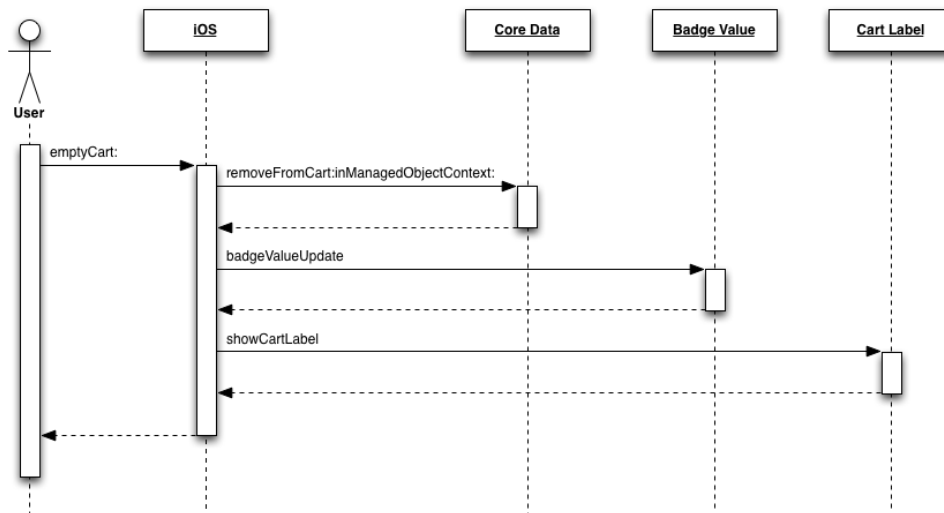 iOS
Core Data
Badge Value
Cart Label
User
emptyCart:
removeFromCart:inManagedObjectContext:
badgeValueUpdate
showCartLabel